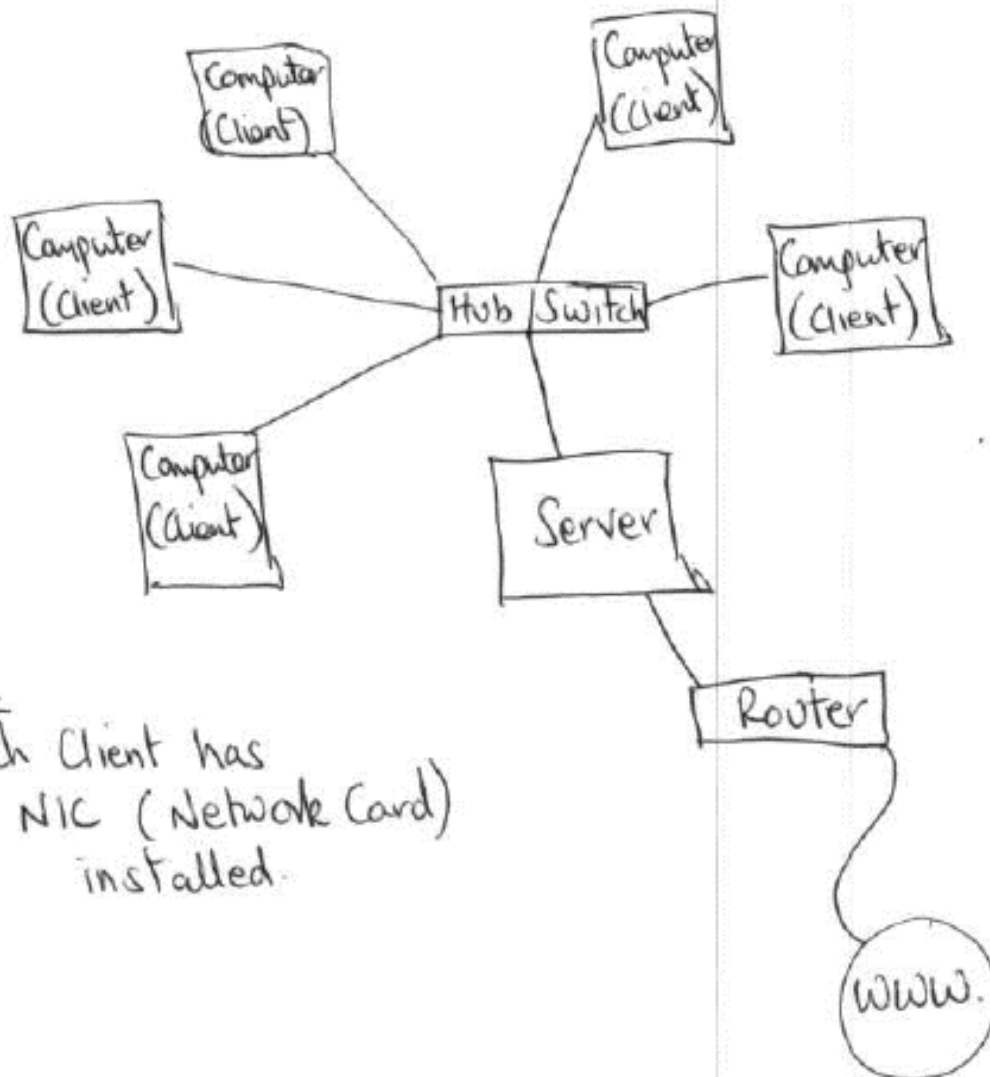 Computer
(Client)
Computer
(Client)
Computer
(Client)
Computer
(Client)
Hub | Switch
Computer
(Client)
Server
Router
Client has
NIC (Network Card)
installed.
WWW.